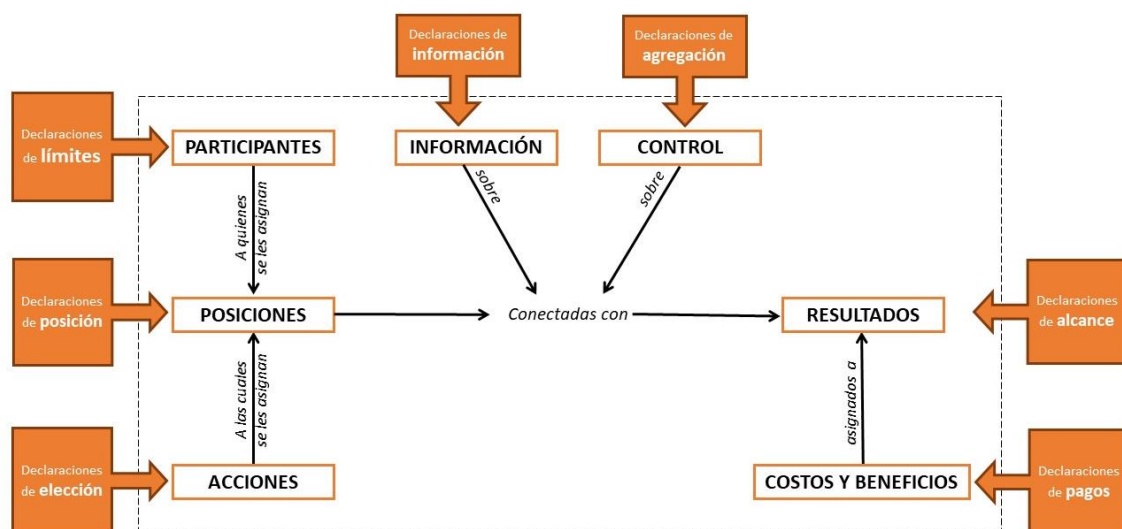 Declaraciones de
información
Declaraciones de
agregación
Declaraciones
de límites
PARTICIPANTES
INFORMACIÓN
CONTROL
A quienes
se les asignan
sobre
sobre
Declaraciones
de posición
POSICIONES
Conectadas con
RESULTADOS
Declaraciones
de alcance
A las cuales
se les asignan
asignados a
Declaraciones
de elección
ACCIONES
COSTOS Y BENEFICIOS
Declaraciones
de pagos